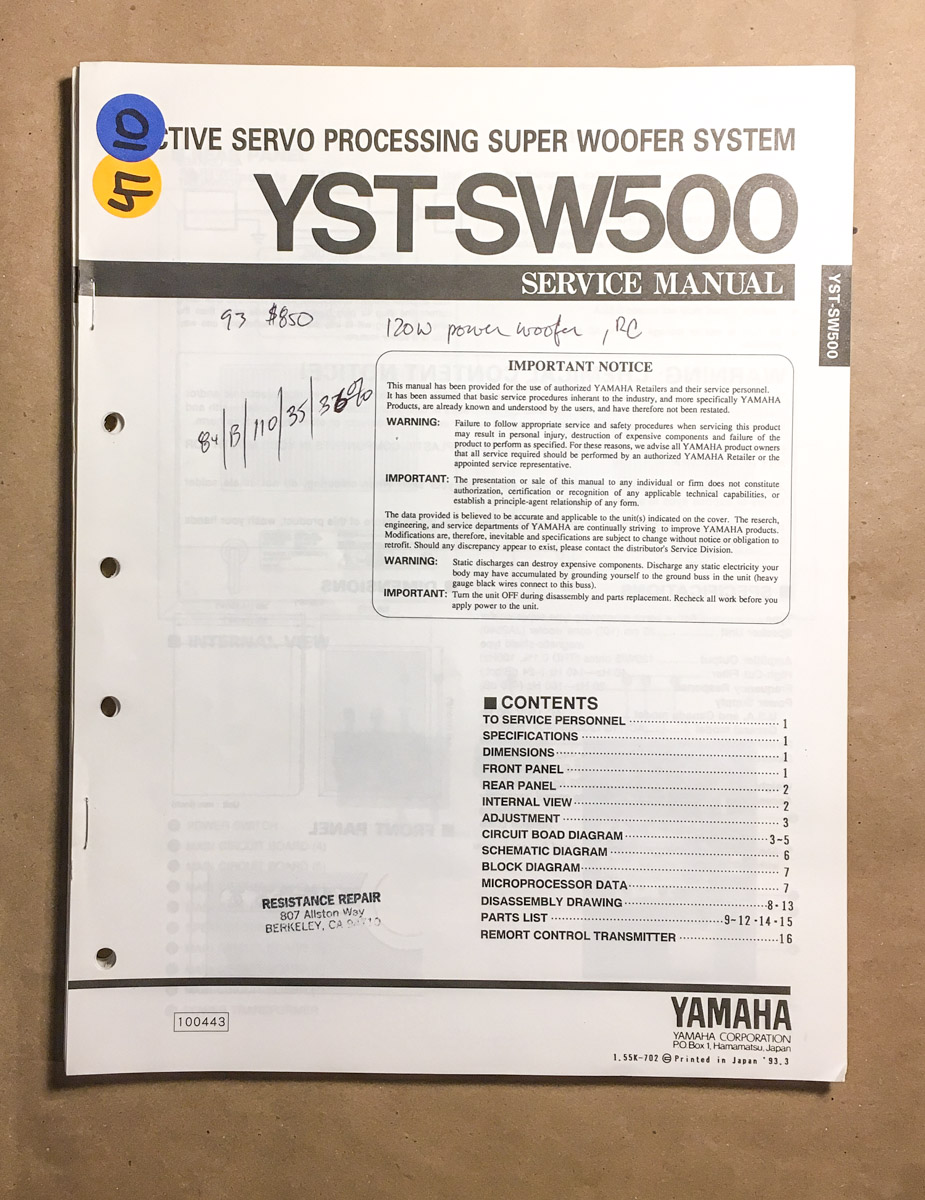 10
CTIVE SERVO PROCESSING SUPER WOOFER SYSTEM
5
YST-SW500
SERVICE MANUAL
YST-SW500
93 $850
120W power woofer , RC
84 / B / 110 / 35 / 36%
IMPORTANT NOTICE
This manual has been provided for the use of authorized YAMAHA Retailers and their service personnel.
It has been assumed that basic service procedures inherant to the industry, and more specifically YAMAHA
Products, are already known and understood by the users, and have therefore not been restated.
WARNING: Failure to follow appropriate service and safety procedures when servicing this product
may result in personal injury, destruction of expensive components and failure of the
product to perform as specified. For these reasons, we advise all YAMAHA product owners
that all service required should be performed by an authorized YAMAHA Retailer or the
appointed service representative.
IMPORTANT: The presentation or sale of this manual to any individual or firm does not constitute
authorization, certification or recognition of any applicable technical capabilities, or
establish a principle-agent relationship of any form.
The data provided is believed to be accurate and applicable to the unit(s) indicated on the cover. The reserch,
engineering, and service departments of YAMAHA are continually striving to improve YAMAHA products.
Modifications are, therefore, inevitable and specifications are subject to change without notice or obligation to
retrofit. Should any discrepancy appear to exist, please contact the distributor's Service Division.
WARNING: Static discharges can destroy expensive components. Discharge any static electricity your
body may have accumulated by grounding yourself to the ground buss in the unit (heavy
gauge black wires connect to this buss).
IMPORTANT: Turn the unit OFF during disassembly and parts replacement. Recheck all work before you
apply power to the unit.
■ CONTENTS
TO SERVICE PERSONNEL 1
SPECIFICATIONS 1
DIMENSIONS 1
FRONT PANEL 1
REAR PANEL 2
INTERNAL VIEW 2
ADJUSTMENT 3
CIRCUIT BOAD DIAGRAM 3~5
SCHEMATIC DIAGRAM 6
BLOCK DIAGRAM 7
MICROPROCESSOR DATA 7
DISASSEMBLY DRAWING 8·13
PARTS LIST 9~12·14·15
REMORT CONTROL TRANSMITTER 16
RESISTANCE REPAIR
807 Allston Way
BERKELEY, CA 94710
100443
YAMAHA
YAMAHA CORPORATION
PO Box 1, Hamamatsu, Japan
1.55K-702 © Printed in Japan '93.3